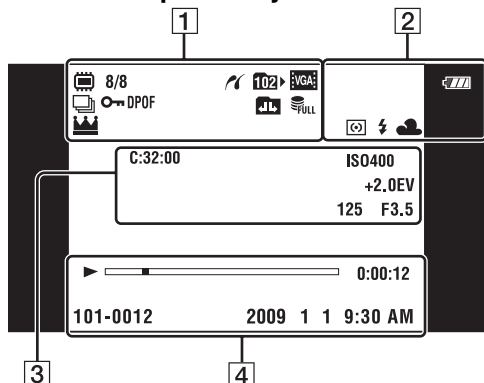 1
2
8/8
102
VGA
DPOF
FULL
C:32:00
ISO400
+2.0EV
125 F3.5
0:00:12
101-0012
2009 1 1 9:30 AM
3
4